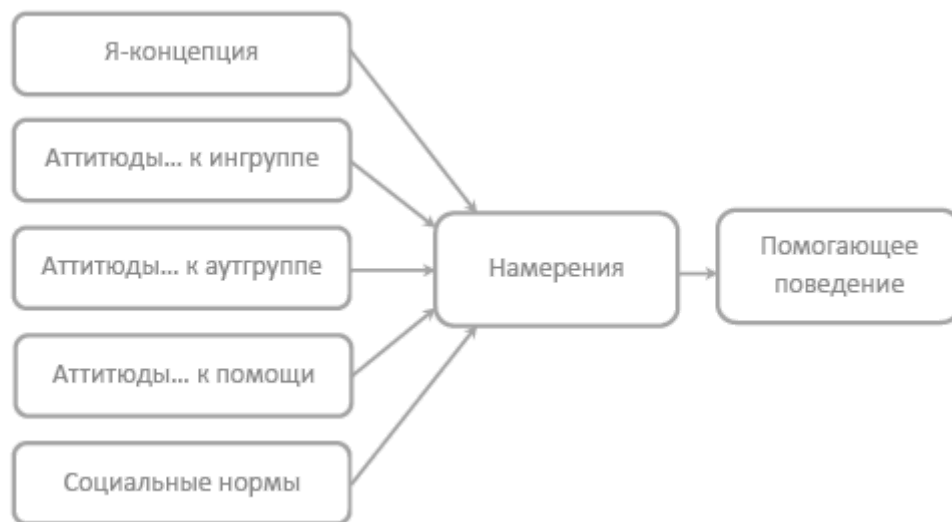 Я-концепция
Аттитюды... к ингруппе
Аттитюды... к аутгруппе
Аттитюды... к помощи
Социальные нормы
Намерения
Помогающее
поведение